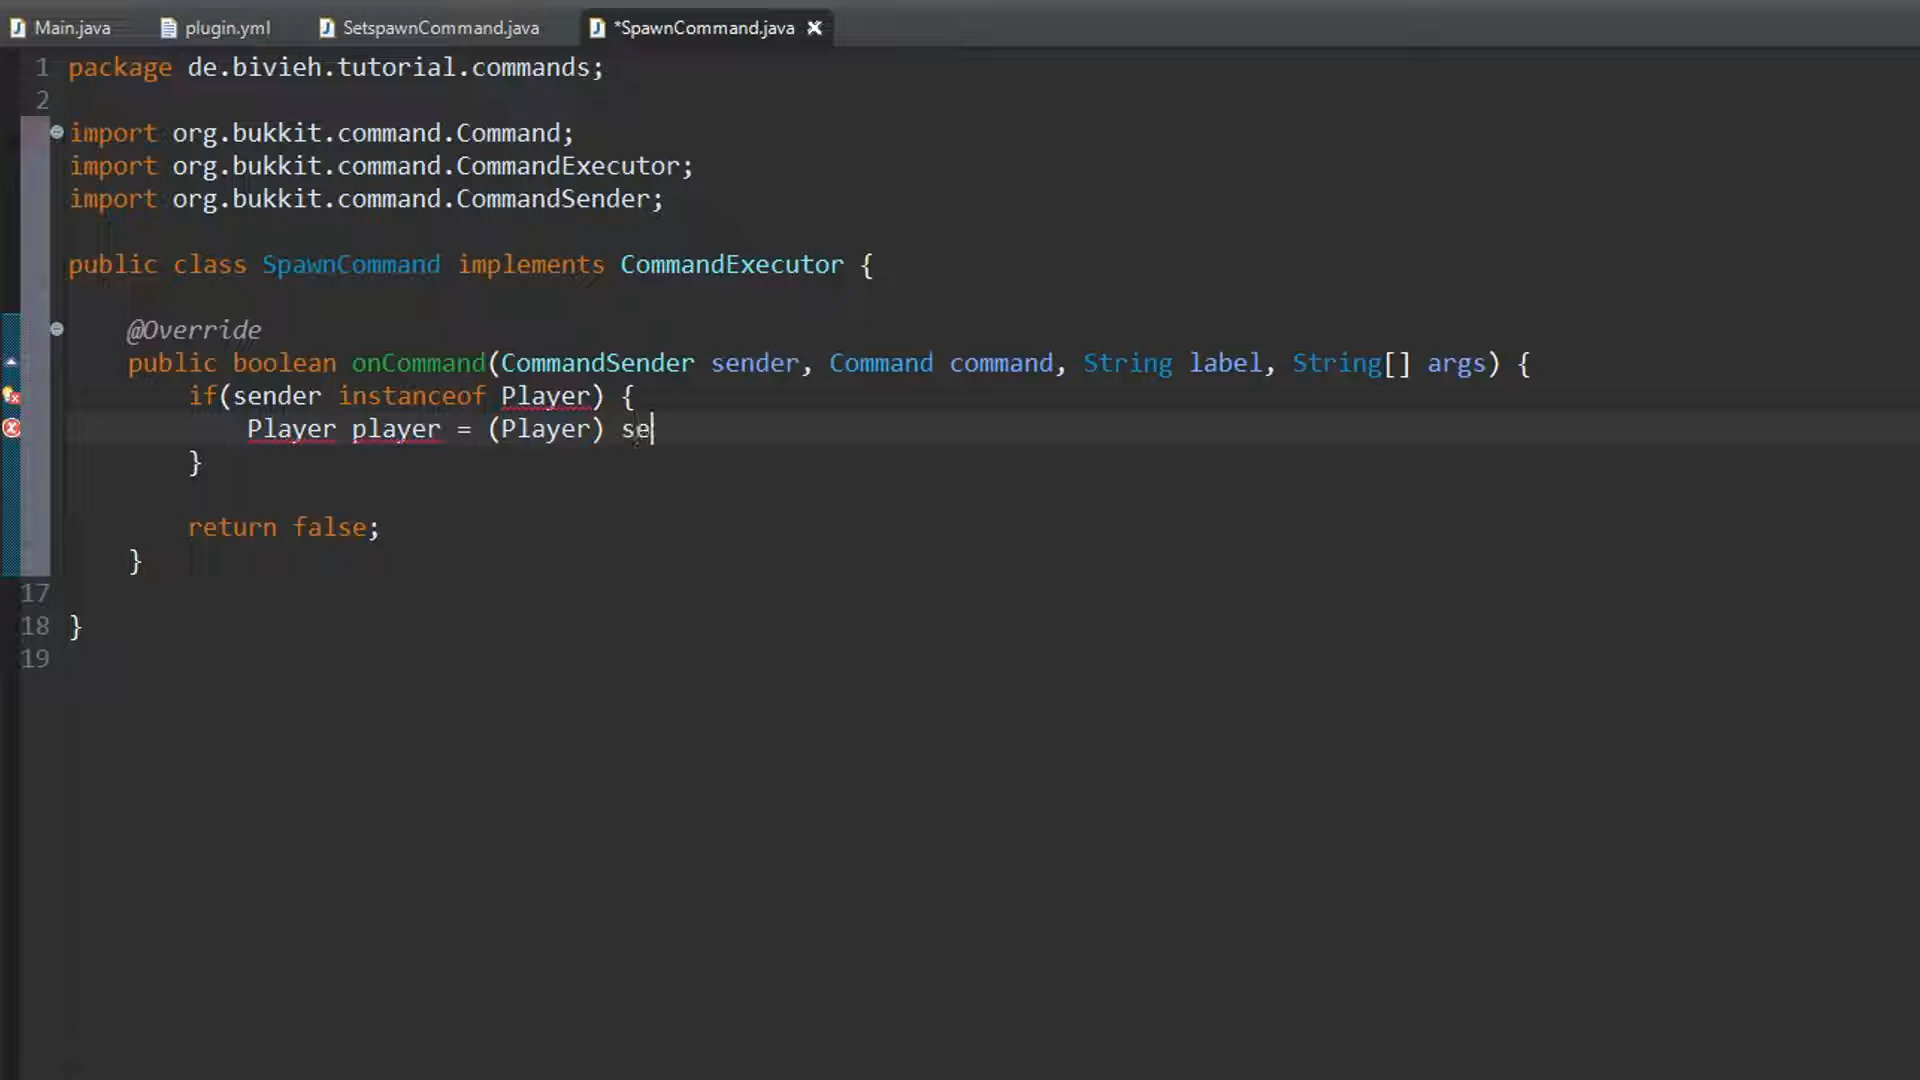 Main.java plugin.yml SetspawnCommand.java *SpawnCommand.java
1 package de.bivieh.tutorial.commands;
2
import org.bukkit.command.Command;
import org.bukkit.command.CommandExecutor;
import org.bukkit.command.CommandSender;
public class SpawnCommand implements CommandExecutor {
@Override
public boolean onCommand(CommandSender sender, Command command, String label, String[] args) {
if(sender instanceof Player) {
Player player = (Player) se
}
return false;
}
17
18 }
19